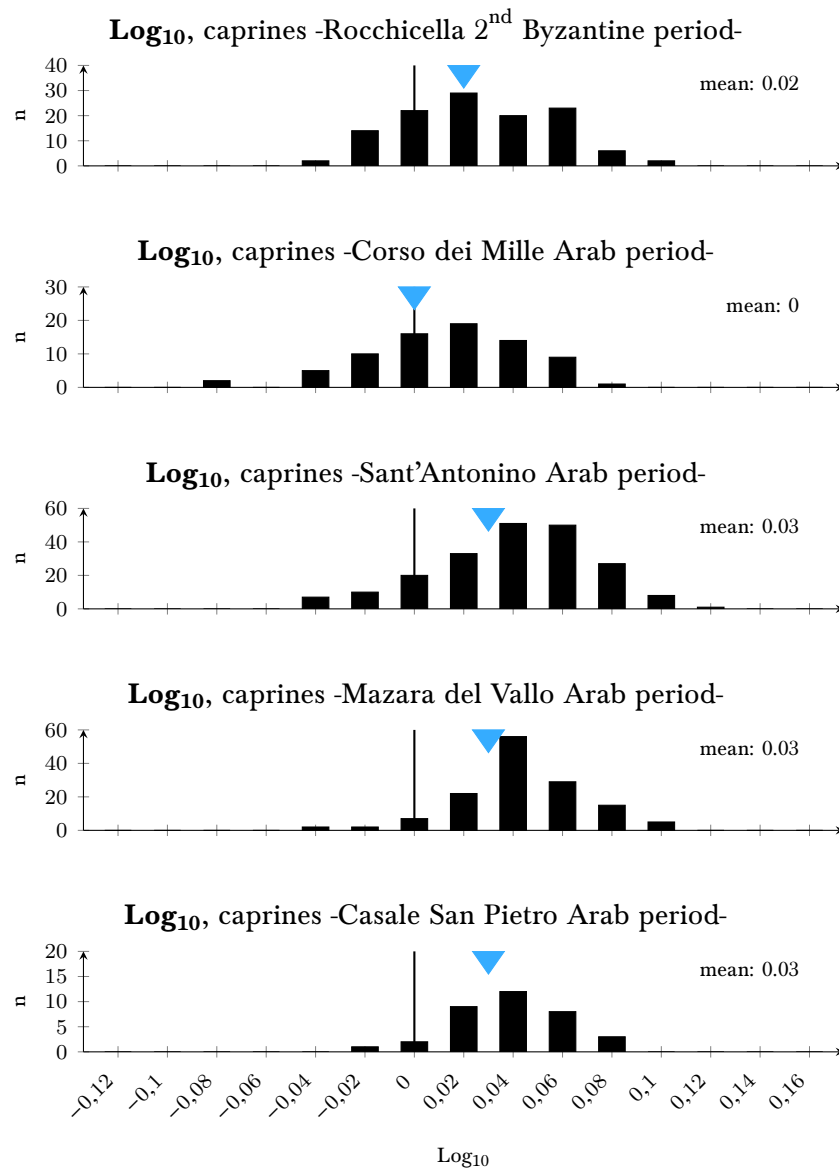 Log10, caprines -Rocchicella 2nd Byzantine period-
mean: 0.02
40
30
20
10
0
n
Log10, caprines -Corso dei Mille Arab period-
mean: 0
30
20
10
0
n
Log10, caprines -Sant'Antonino Arab period-
mean: 0.03
60
40
20
0
n
Log10, caprines -Mazara del Vallo Arab period-
mean: 0.03
60
40
20
0
n
Log10, caprines -Casale San Pietro Arab period-
mean: 0.03
20
15
10
5
0
n
−0,12 −0,1 −0,08 −0,06 −0,04 −0,02 0 0,02 0,04 0,06 0,08 0,1 0,12 0,14 0,16
Log10